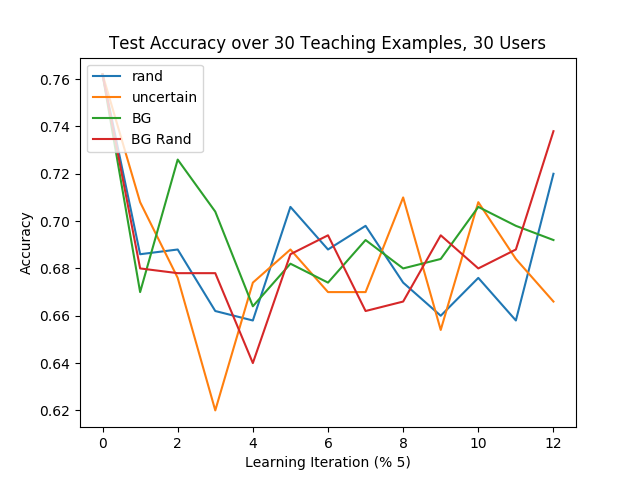 Test Accuracy over 30 Teaching Examples, 30 Users
rand
uncertain
BG
BG Rand
0.76
0.74
0.72
0.70
0.68
0.66
0.64
0.62
Accuracy
0 2 4 6 8 10 12
Learning Iteration (% 5)